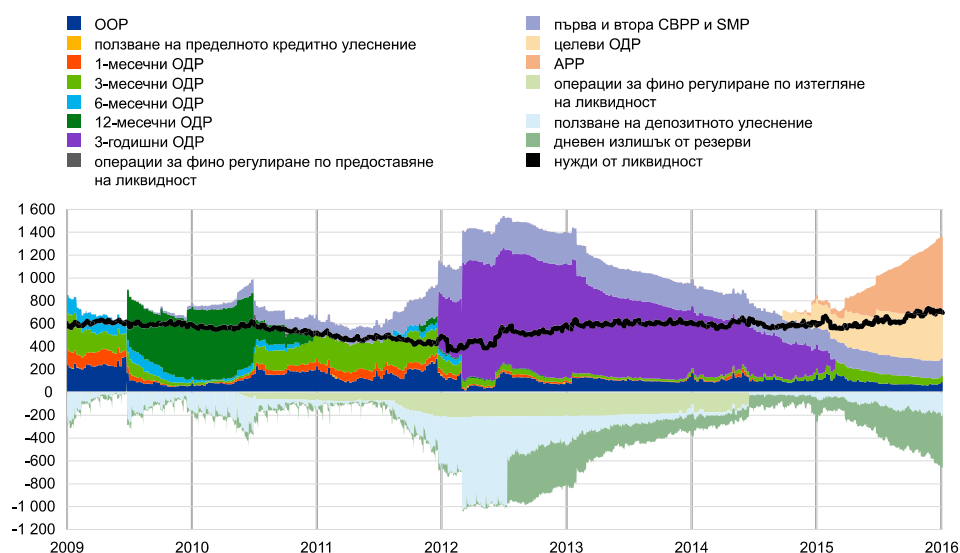 ООР
ползване на пределното кредитно улеснение
1-месечни ОДР
3-месечни ОДР
6-месечни ОДР
12-месечни ОДР
3-годишни ОДР
операции за фино регулиране по предоставяне
на ликвидност
първа и втора СВРР и SMP
целеви ОДР
APP
операции за фино регулиране по изтегляне
на ликвидност
ползване на депозитното улеснение
дневен излишък от резерви
нужди от ликвидност
1 600
1 400
1 200
1 000
800
600
400
200
0
-200
-400
-600
-800
-1 000
-1 200
2009 2010 2011 2012 2013 2014 2015 2016